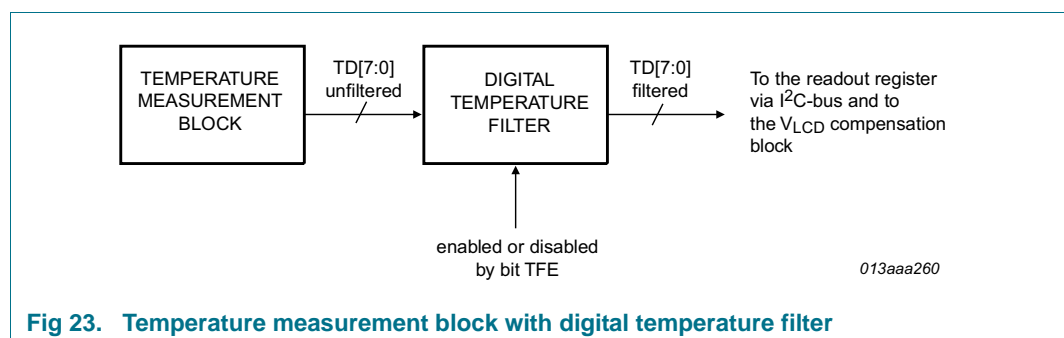 TEMPERATURE
MEASUREMENT
BLOCK
TD[7:0]
unfiltered
DIGITAL
TEMPERATURE
FILTER
TD[7:0]
filtered
To the readout register
via I²C-bus and to
the VLCD compensation
block
enabled or disabled
by bit TFE
013aaa260
Fig 23. Temperature measurement block with digital temperature filter